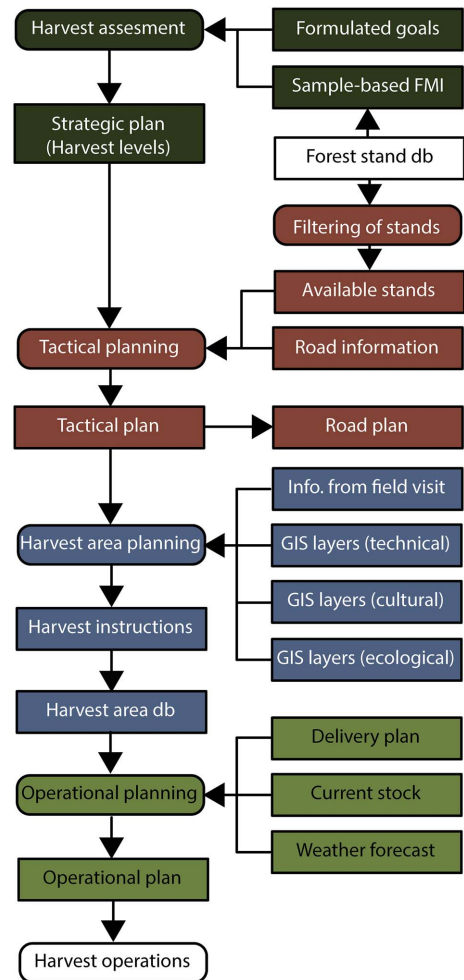 Harvest assesment
Formulated goals
Sample-based FMI
Strategic plan
(Harvest levels)
Forest stand db
Filtering of stands
Available stands
Tactical planning
Road information
Tactical plan
Road plan
Info. from field visit
Harvest area planning
GIS layers (technical)
GIS layers (cultural)
Harvest instructions
GIS layers (ecological)
Harvest area db
Delivery plan
Operational planning
Current stock
Weather forecast
Operational plan
Harvest operations